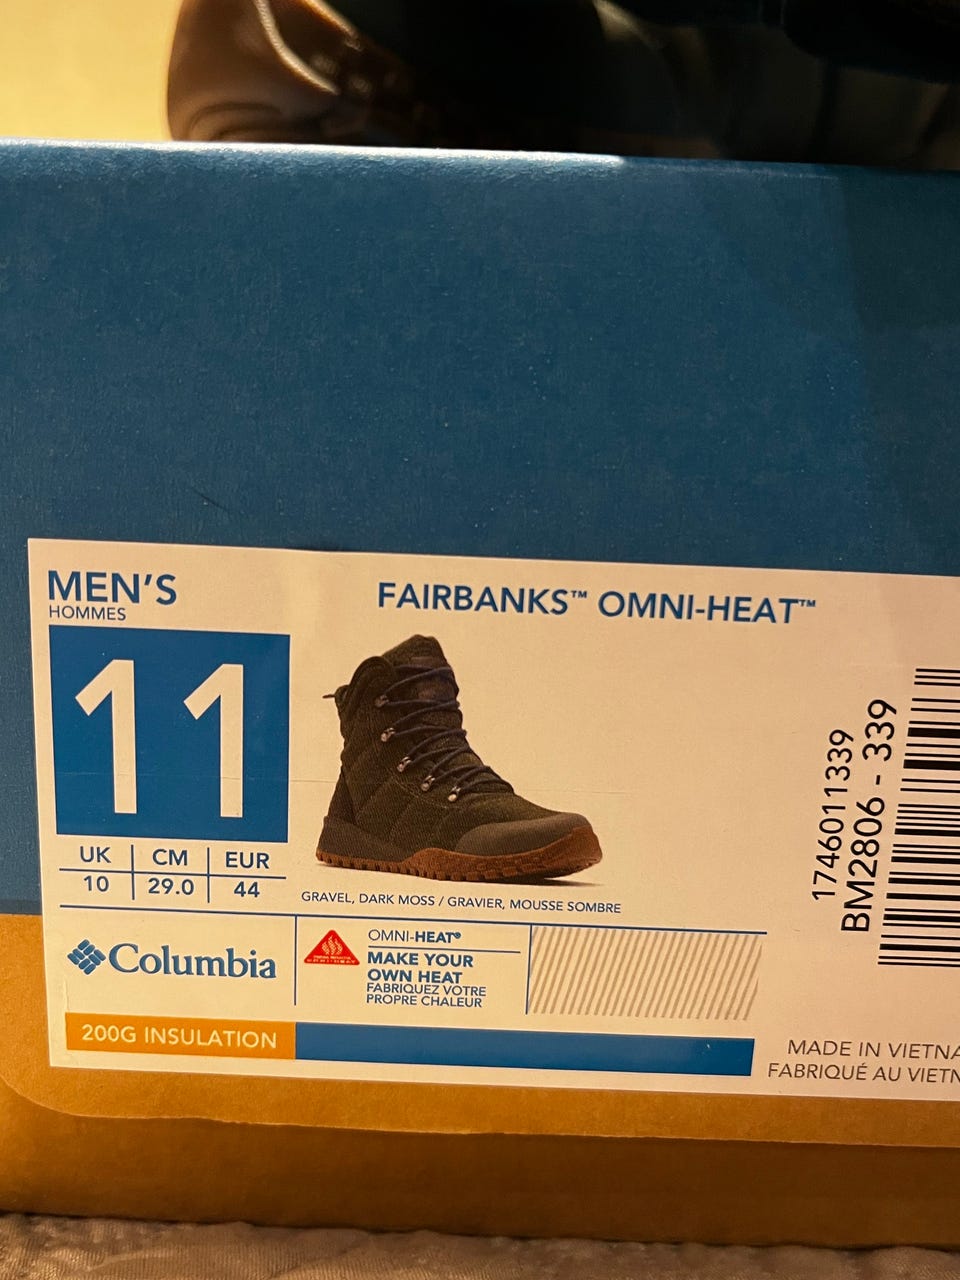 MEN'S
HOMMES
11
FAIRBANKS™ OMNI-HEAT™
UK CM EUR
10 29.0 44
GRAVEL, DARK MOSS / GRAVIER, MOUSSE SOMBRE
1746011339
BM2806 - 339
Columbia
OMNI-HEAT®
MAKE YOUR
OWN HEAT
FABRIQUEZ VOTRE
PROPRE CHALEUR
200G INSULATION
MADE IN VIETNA
FABRIQUÉ AU VIETN